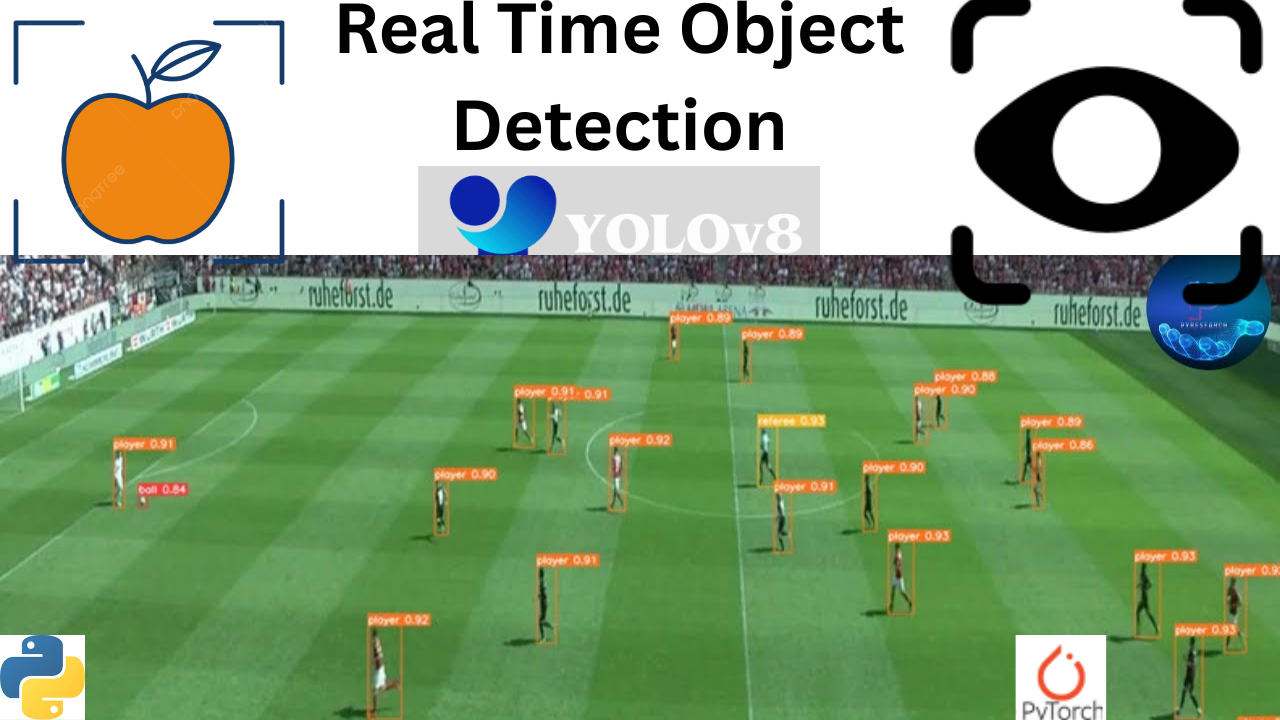 Real Time Object
Detection
YOLOv8
pngtree
ruheforst.de
ruheforst.de
ruheforst.de
ruheforst.de
WÜRTH
PYRESEARCH
player 0.89
player 0.89
player 0.88
player 0.90
player 0.91
0.91
referee 0.93
player 0.89
player 0.91
player 0.92
player 0.86
player 0.90
player 0.90
ball 0.84
player 0.91
player 0.93
player 0.91
player 0.93
player 0.9
player 0.92
player 0.93
PyTorch